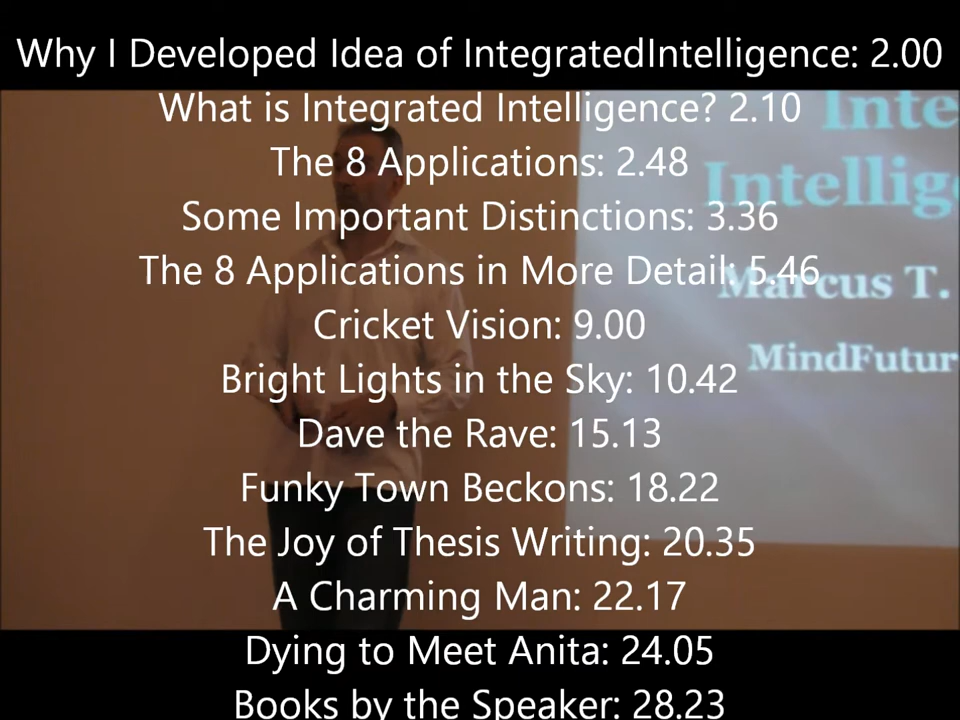 Why I Developed Idea of IntegratedIntelligence: 2.00
What is Integrated Intelligence? 2.10
The 8 Applications: 2.48
Some Important Distinctions: 3.36
The 8 Applications in More Detail: 5.46
Cricket Vision: 9.00
Bright Lights in the Sky: 10.42
Dave the Rave: 15.13
Funky Town Beckons: 18.22
The Joy of Thesis Writing: 20.35
A Charming Man: 22.17
Dying to Meet Anita: 24.05
Books by the Speaker: 28.23
Inte
Intellig
Marcus T.
MindFutur